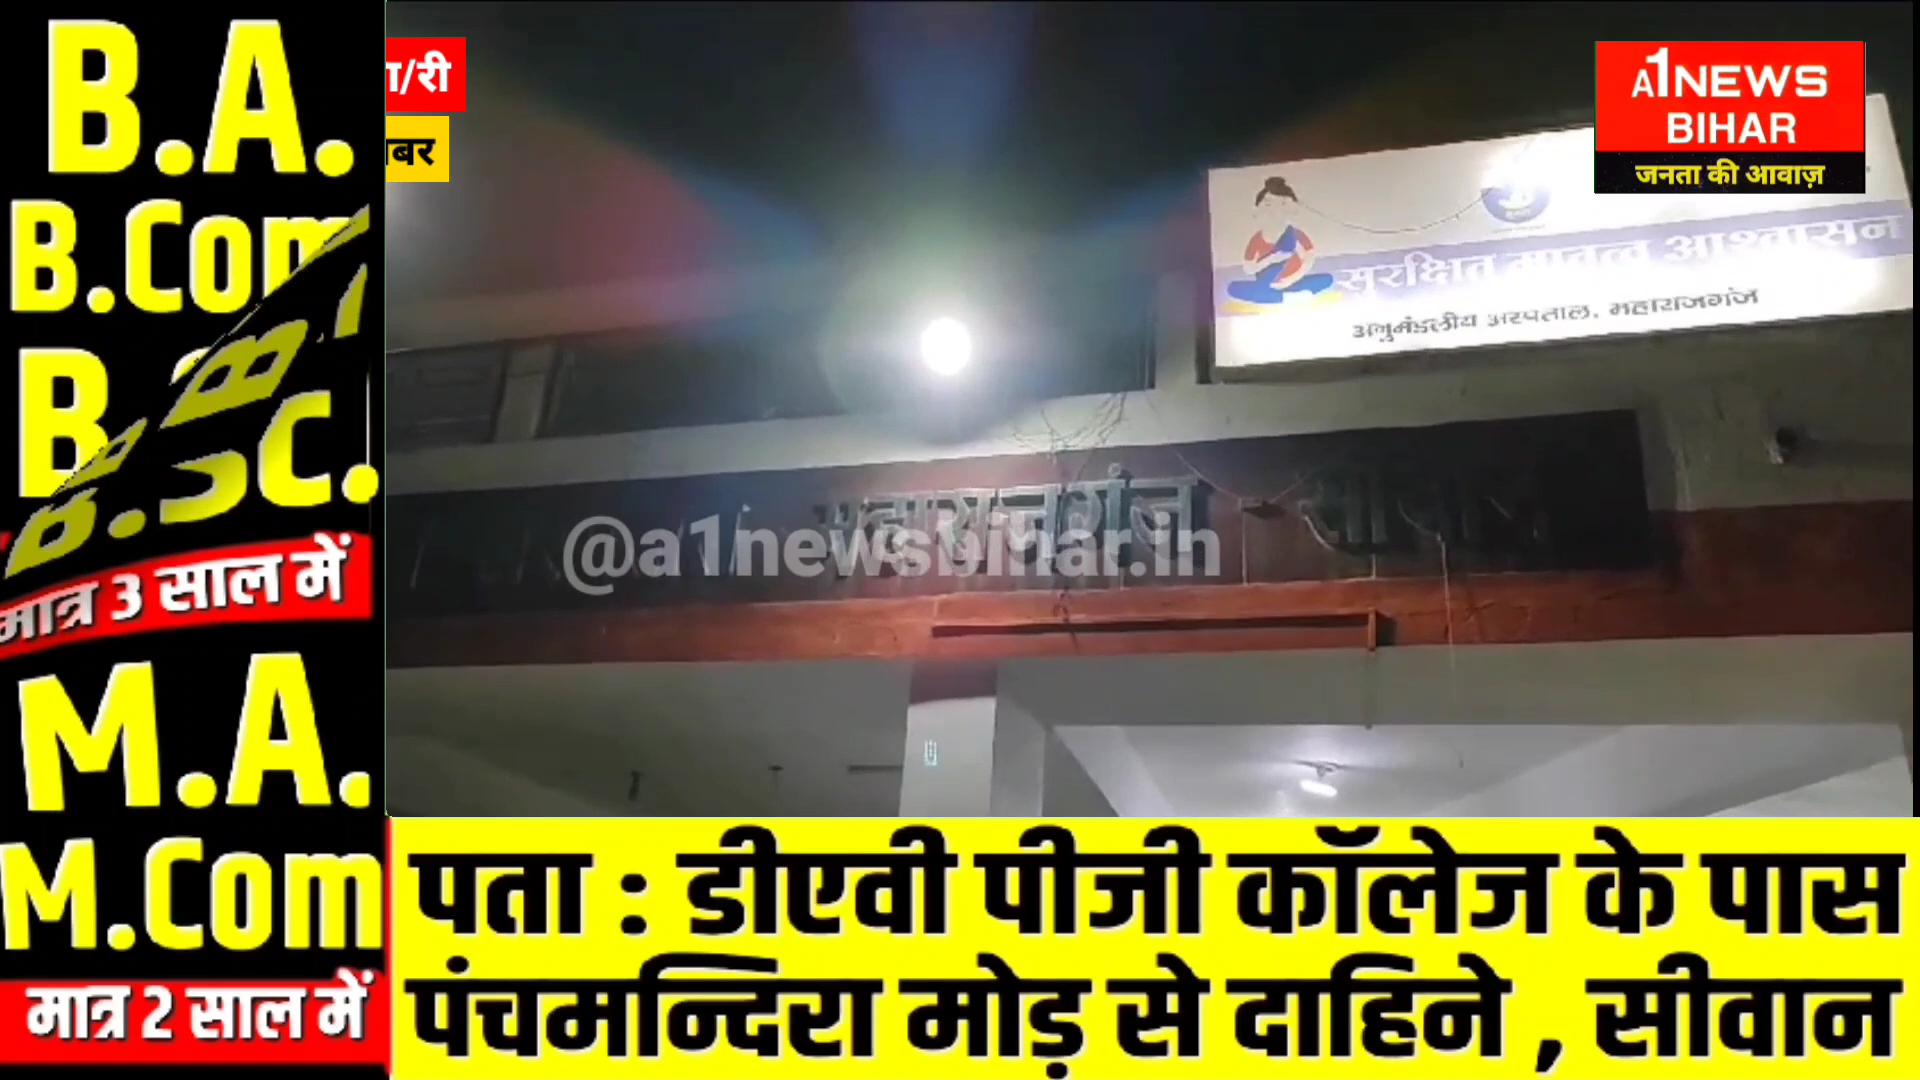 B.A.
B.Com
B.Sc.
मात्र 3 साल में
M.A.
M.Com
मात्र 2 साल में
ा/री
बर
A1NEWS
BIHAR
जनता की आवाज़
सुरक्षित मातृत्व आश्वासन
अनुमंडलीय अस्पताल, महाराजगंज
महाराजगंज - सीवान
@a1newsbihar.in
पता : डीएवी पीजी कॉलेज के पास
पंचमन्दिरा मोड़ से दाहिने , सीवान